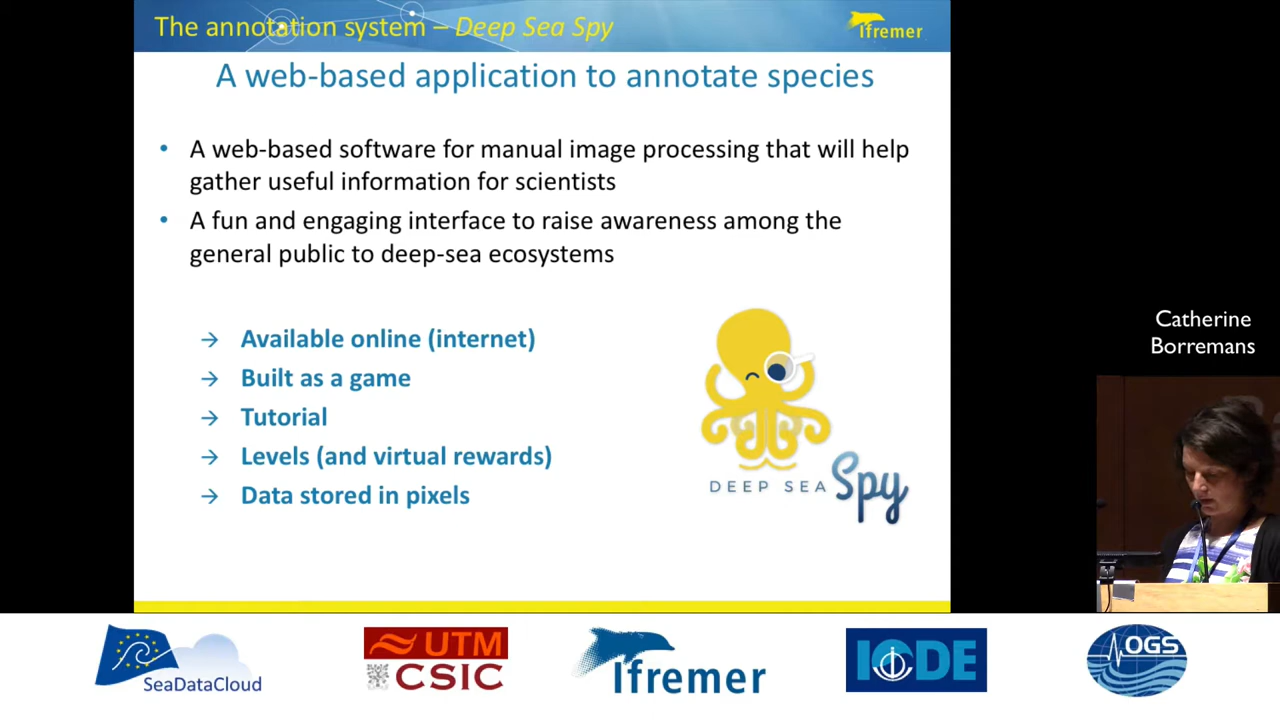 The annotation system – Deep Sea Spy
Ifremer
A web-based application to annotate species
• A web-based software for manual image processing that will help
gather useful information for scientists
• A fun and engaging interface to raise awareness among the
general public to deep-sea ecosystems
→ Available online (internet)
→ Built as a game
→ Tutorial
→ Levels (and virtual rewards)
→ Data stored in pixels
DEEP SEA Spy
Catherine
Borremans
SeaDataCloud
UTM
CSIC
Ifremer
IODE
OGS